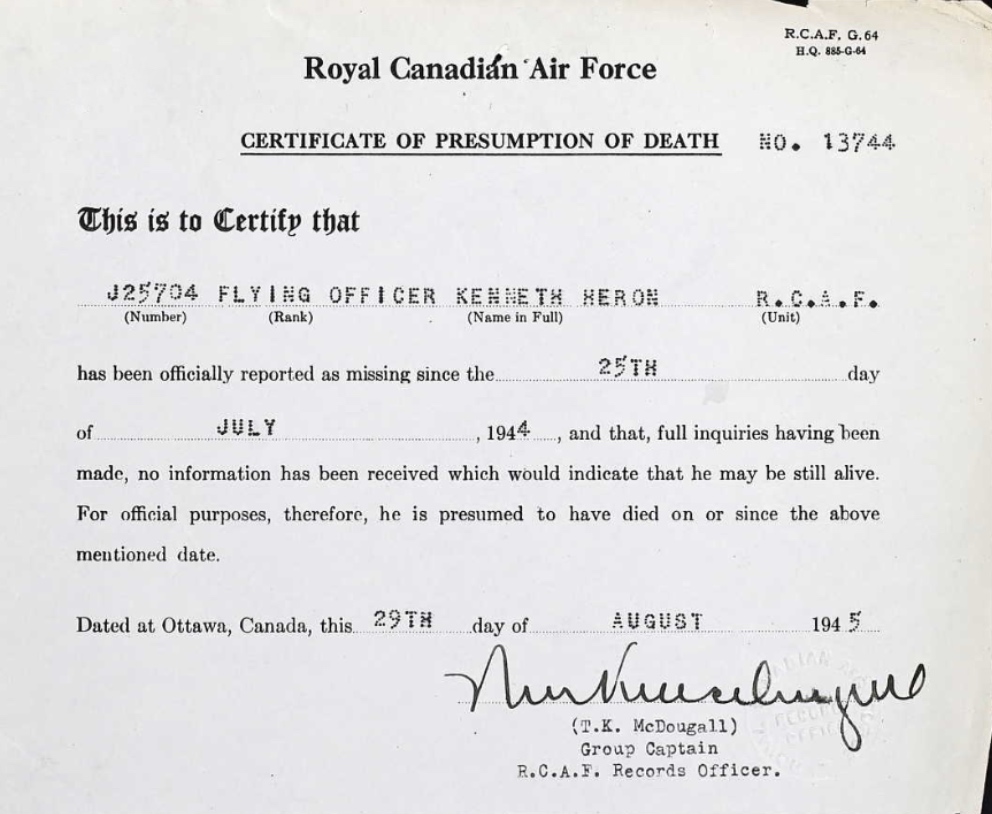 R.C.A.F. G. 64
H.Q. 885-G-64
Royal Canadian Air Force
CERTIFICATE OF PRESUMPTION OF DEATH NO. 13744
This is to Certify that
J25704 FLYING OFFICER KENNETH HERON R.C.A.F.
(Number) (Rank) (Name in Full) (Unit)
has been officially reported as missing since the 25TH day
of JULY , 1944 , and that, full inquiries having been
made, no information has been received which would indicate that he may be still alive.
For official purposes, therefore, he is presumed to have died on or since the above
mentioned date.
Dated at Ottawa, Canada, this 29TH day of AUGUST 1945
(T.K. McDougall)
Group Captain
R.C.A.F. Records Officer.